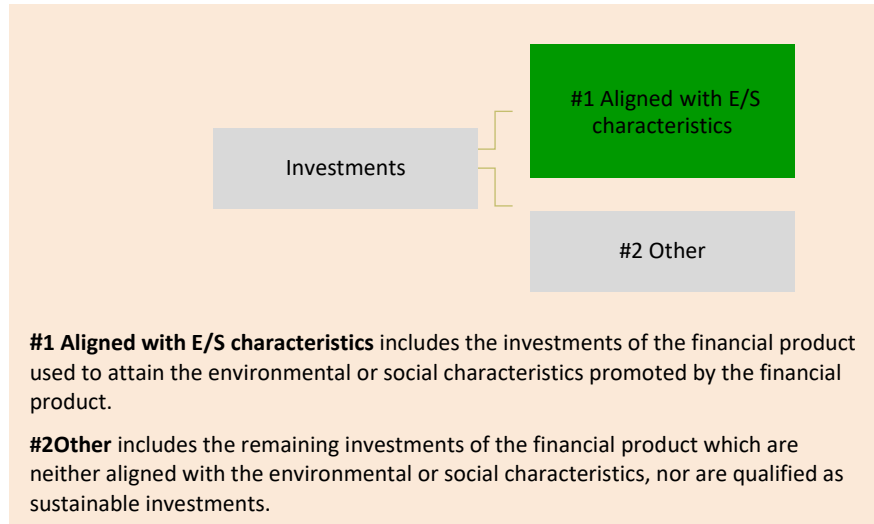 #1 Aligned with E/S
characteristics
Investments
#2 Other
#1 Aligned with E/S characteristics includes the investments of the financial product
used to attain the environmental or social characteristics promoted by the financial
product.
#2Other includes the remaining investments of the financial product which are
neither aligned with the environmental or social characteristics, nor are qualified as
sustainable investments.